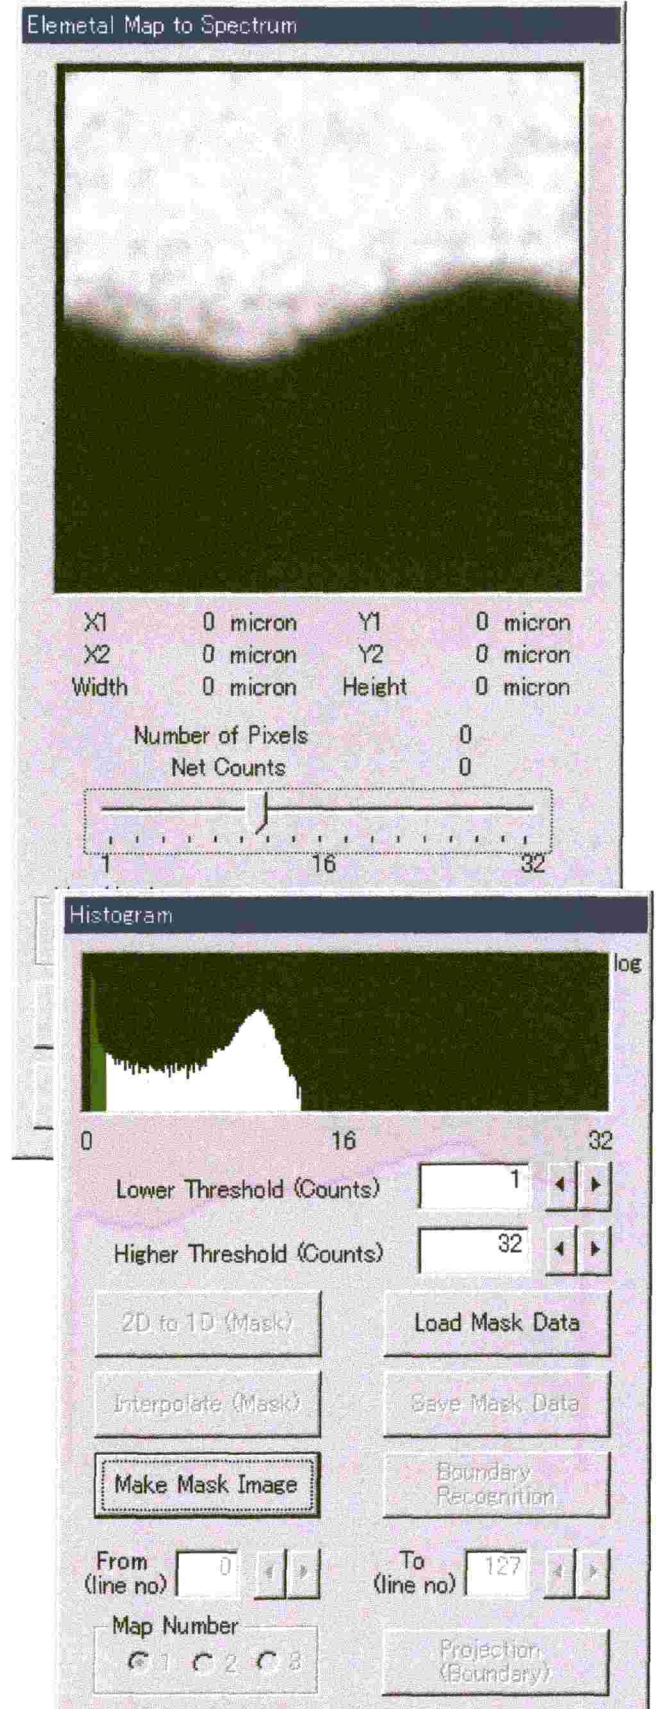 Elemetal Map to Spectrum
X1 0 micron Y1 0 micron
X2 0 micron Y2 0 micron
Width 0 micron Height 0 micron
Number of Pixels 0
Net Counts 0
1 16 32
Histogram
log
0 16 32
Lower Threshold (Counts) 1
Higher Threshold (Counts) 32
2D to 1D (Mask) Load Mask Data
Interpolate (Mask) Save Mask Data
Make Mask Image Boundary
Recognition
From 0 To 127
(line no) (line no)
Map Number
1 2 3 Projection
(Boundary)